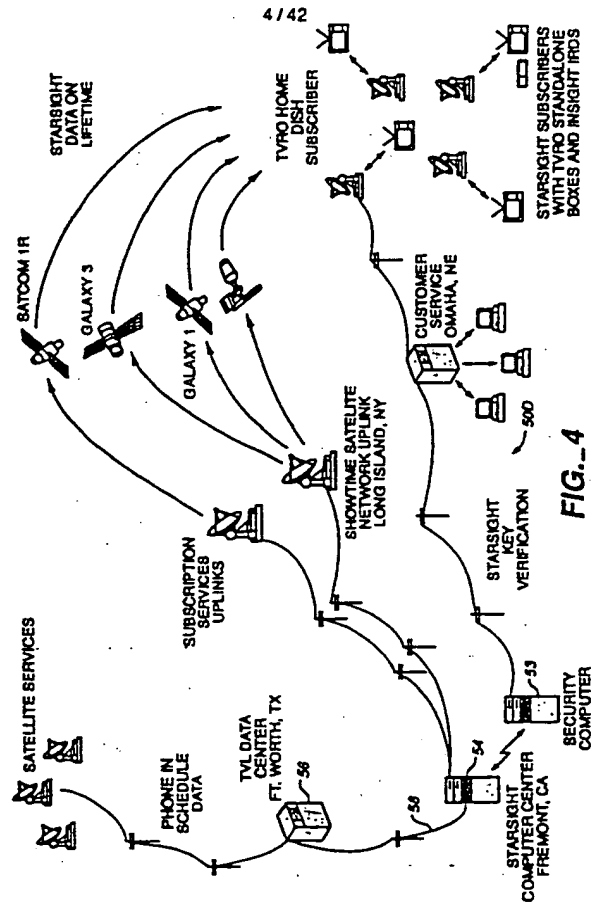 4 / 42
SATELLITE SERVICES
PHONE IN
SCHEDULE
DATA
TVL DATA
CENTER
FT, WORTH, TX
56
58
54
STARSIGHT
COMPUTER CENTER
FREMONT, CA
53
SECURITY
COMPUTER
SUBSCRIPTION
SERVICES
UPLINKS
SHOWTIME SATELITE
NETWORK UPLINK
LONG ISLAND, NY
STARSIGHT
KEY
VERIFICATION
50D
CUSTOMER
SERVICE
OMAHA, NE
SATCOM 1R
GALAXY 3
GALAXY 1
STARSIGHT
DATA ON
LIFETIME
TVRO HOME
DISH
SUBSCRIBER
STARSIGHT SUBSCRIBERS
WITH TVRO STANDALONE
BOXES AND INSIGHT IRDS
FIG._4